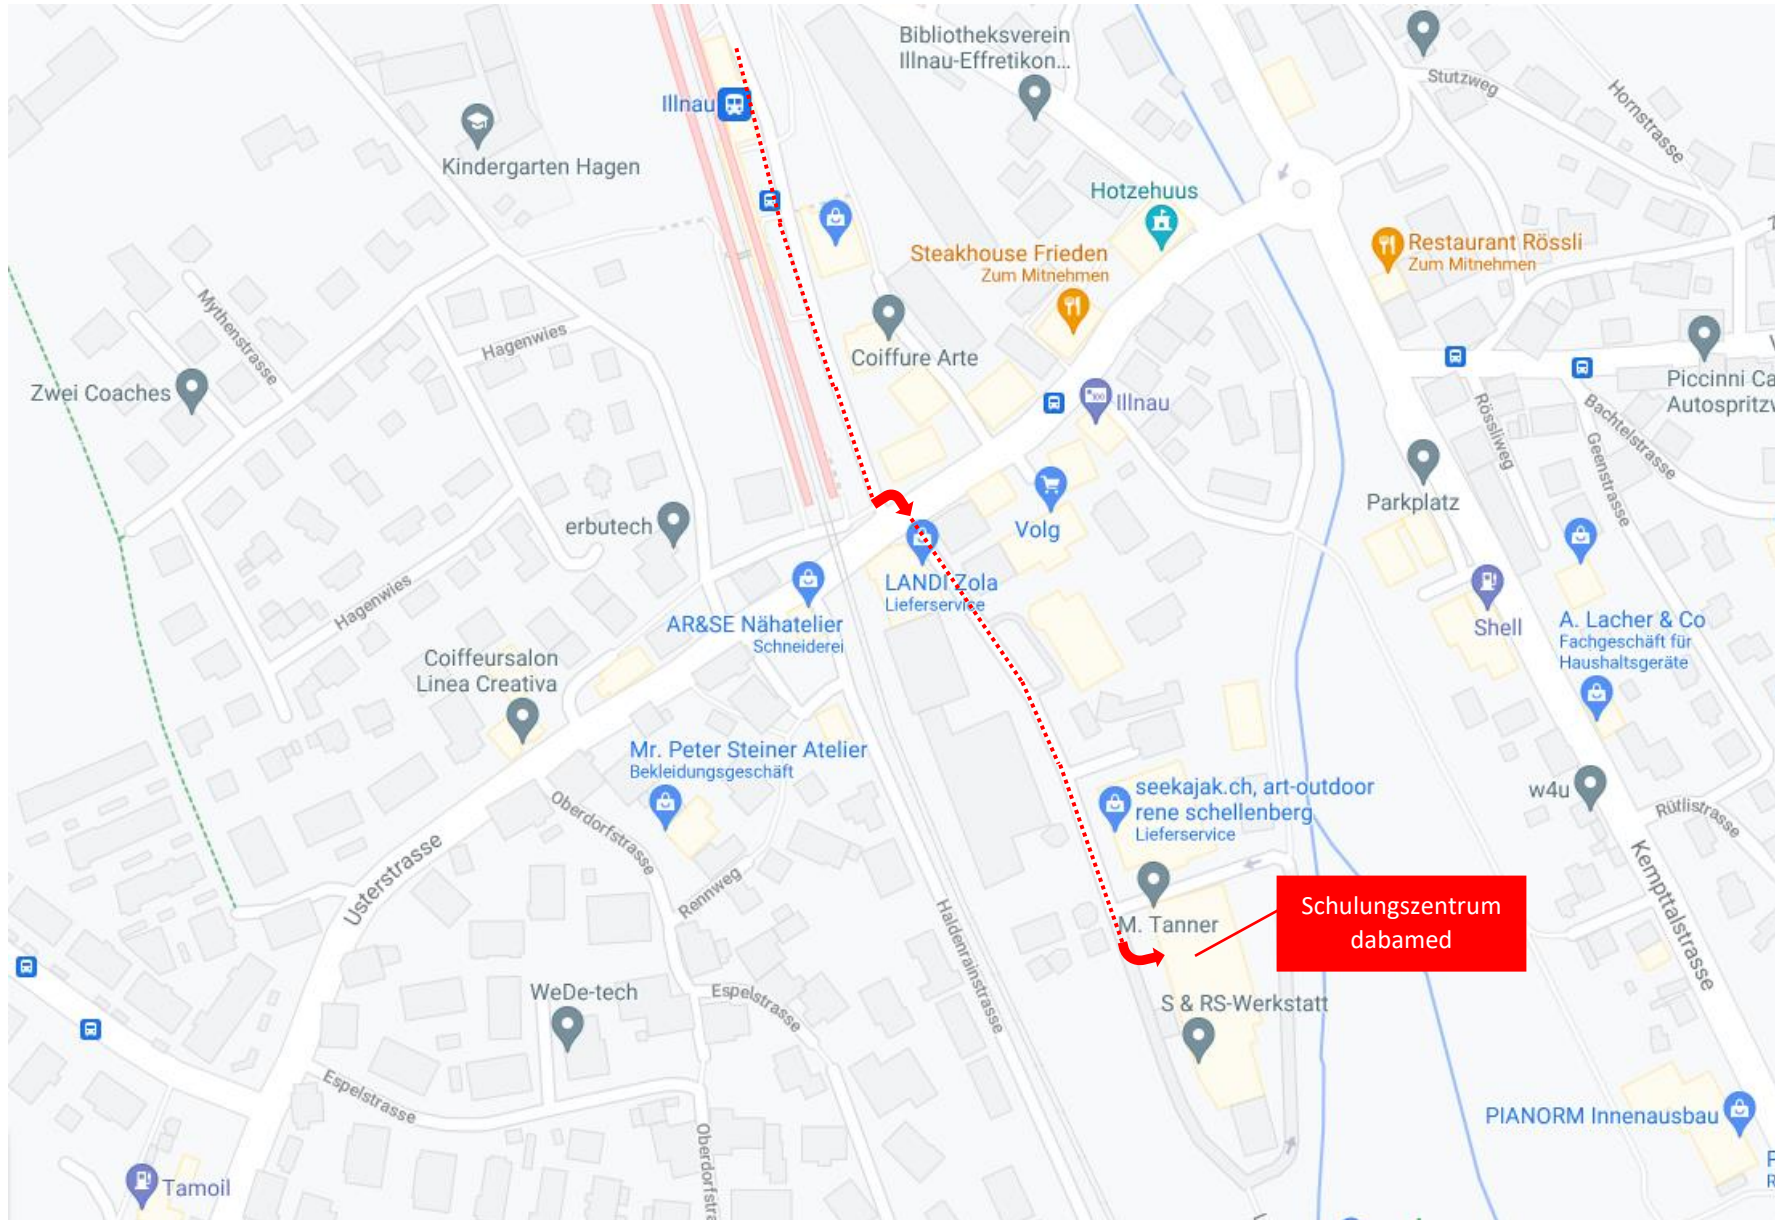 Bibliotheksverein
Illnau-Effretikon...
Stutzweg
Hornstrasse
Illnau
Kindergarten Hagen
Hotzehuus
Steakhouse Frieden
Zum Mitnehmen
Restaurant Rössli
Zum Mitnehmen
Mythenstrasse
Hagenwies
Coiffure Arte
Zwei Coaches
Illnau
Piccinni Ca
Autospritzw
Rössliweg
Bachtelstrasse
Geenstrasse
Parkplatz
erbutech
Volg
Hagenwies
LANDI Zola
Lieferservice
AR&SE Nähatelier
Schneiderei
Shell
A. Lacher & Co
Fachgeschäft für
Haushaltsgeräte
Coiffeursalon
Linea Creativa
Mr. Peter Steiner Atelier
Bekleidungsgeschäft
seekajak.ch, art-outdoor
rene schellenberg
Lieferservice
w4u
Rütlistrasse
Oberdorfstrasse
Usterstrasse
Rennweg
Kempttalstrasse
Haldenrainstrasse
M. Tanner
Schulungszentrum
dabamed
WeDe-tech
Espelstrasse
S & RS-Werkstatt
Espelstrasse
PIANORM Innenausbau
Oberdorfstra
Tamoil
P
R